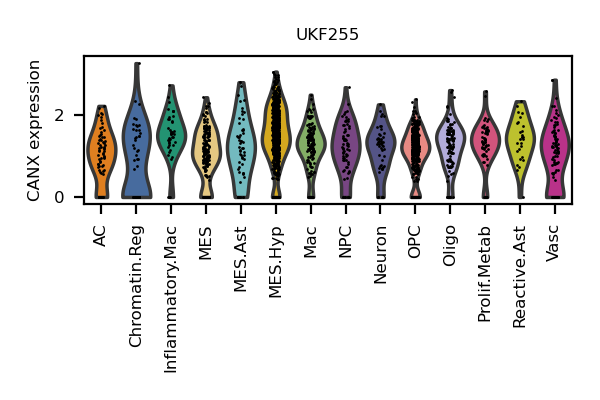 UKF255
CANX expression
2
0
AC
Chromatin.Reg
Inflammatory.Mac
MES
MES.Ast
MES.Hyp
Mac
NPC
Neuron
OPC
Oligo
Prolif.Metab
Reactive.Ast
Vasc